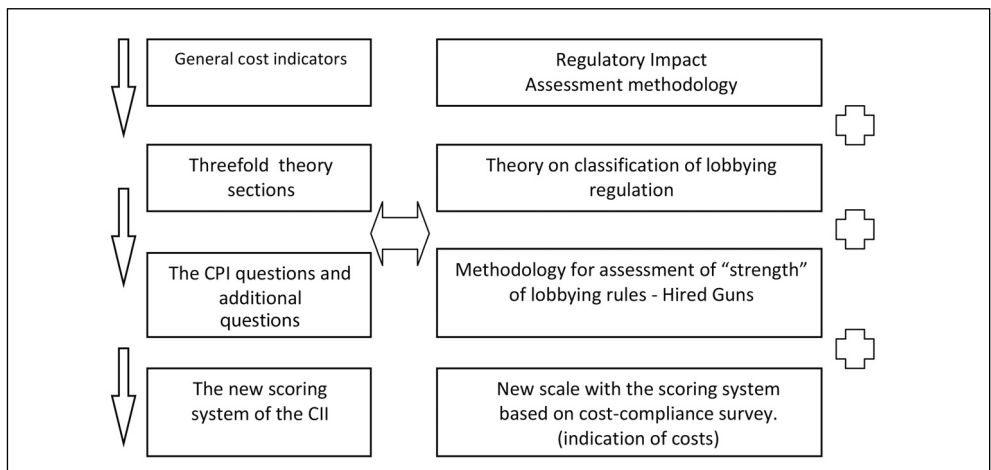 General cost indicators
Regulatory Impact
Assessment methodology
Threefold theory
sections
Theory on classification of lobbying
regulation
The CPI questions and
additional
questions
Methodology for assessment of “strength”
of lobbying rules - Hired Guns
The new scoring
system of the CII
New scale with the scoring system
based on cost-compliance survey.
(indication of costs)